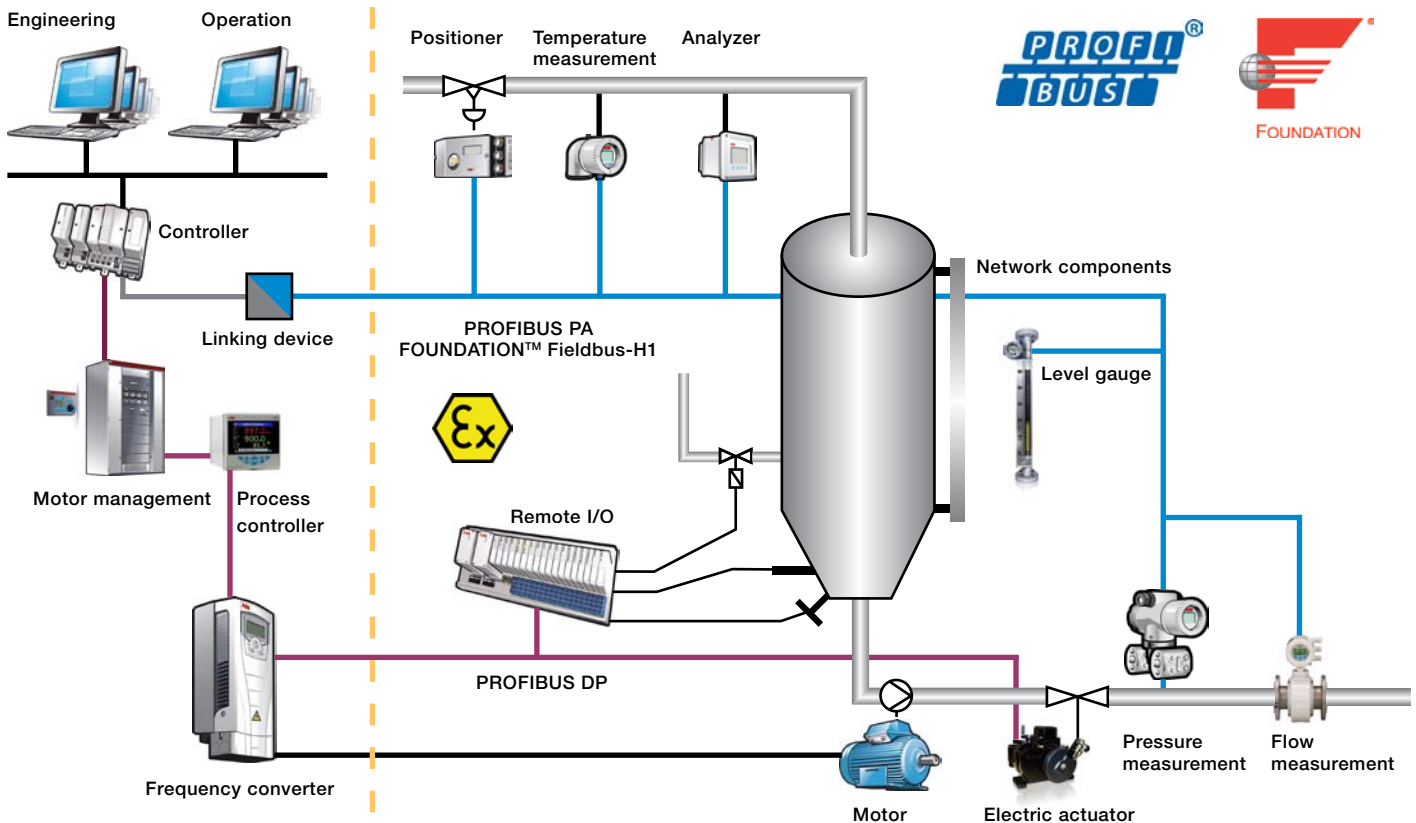 Engineering
Operation
Positioner
Temperature
measurement
Analyzer
PROFI
BUS
®
®
FOUNDATION
Controller
Network components
Linking device
PROFIBUS PA
FOUNDATION™ Fieldbus-H1
Level gauge
Ex
Motor management
Process
controller
Remote I/O
PROFIBUS DP
Pressure
measurement
Flow
measurement
Frequency converter
Motor
Electric actuator